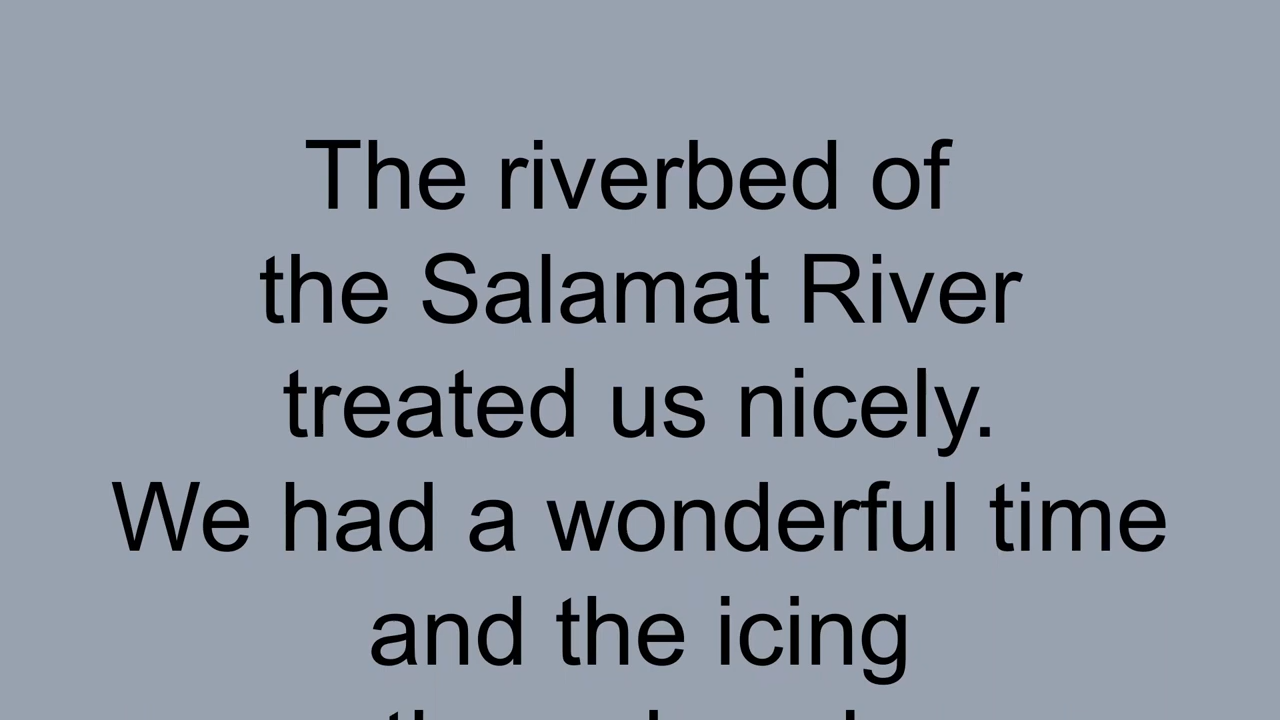 The riverbed of
the Salamat River
treated us nicely.
We had a wonderful time
and the icing